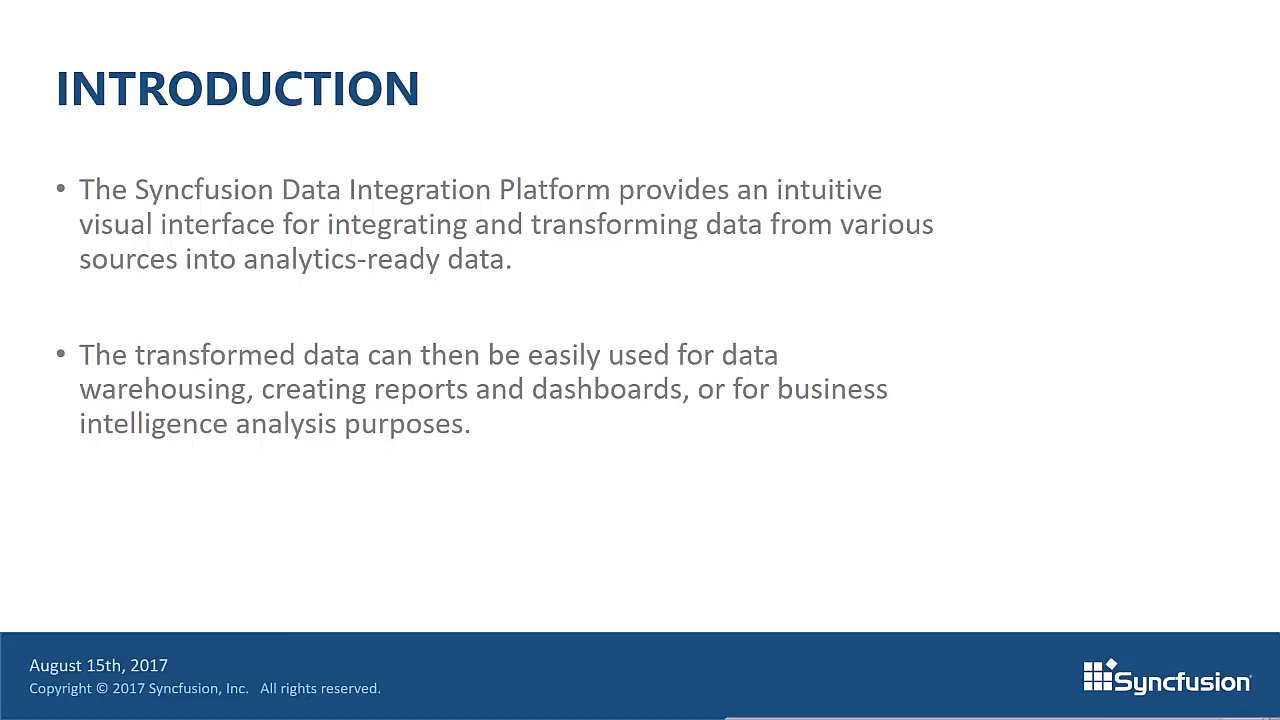 INTRODUCTION
• The Syncfusion Data Integration Platform provides an intuitive
visual interface for integrating and transforming data from various
sources into analytics-ready data.
• The transformed data can then be easily used for data
warehousing, creating reports and dashboards, or for business
intelligence analysis purposes.
August 15th, 2017
Copyright © 2017 Syncfusion, Inc. All rights reserved.
Syncfusion